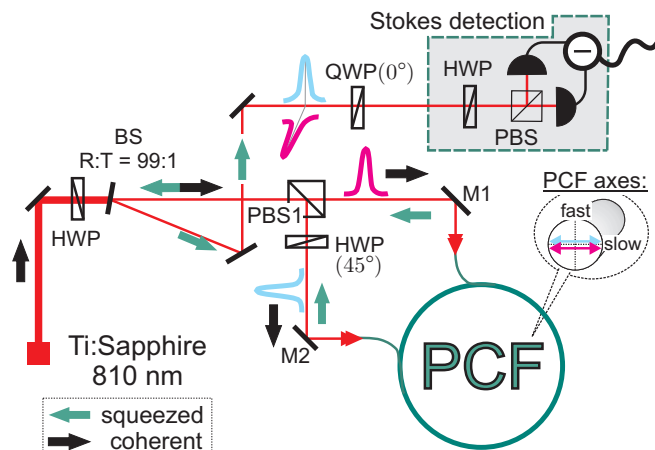 Stokes detection
HWP
PBS
QWP(0°)
BS
R:T = 99:1
HWP
PBS1
HWP
(45°)
M1
M2
PCF axes:
fast
slow
PCF
Ti:Sapphire
810 nm
squeezed
coherent